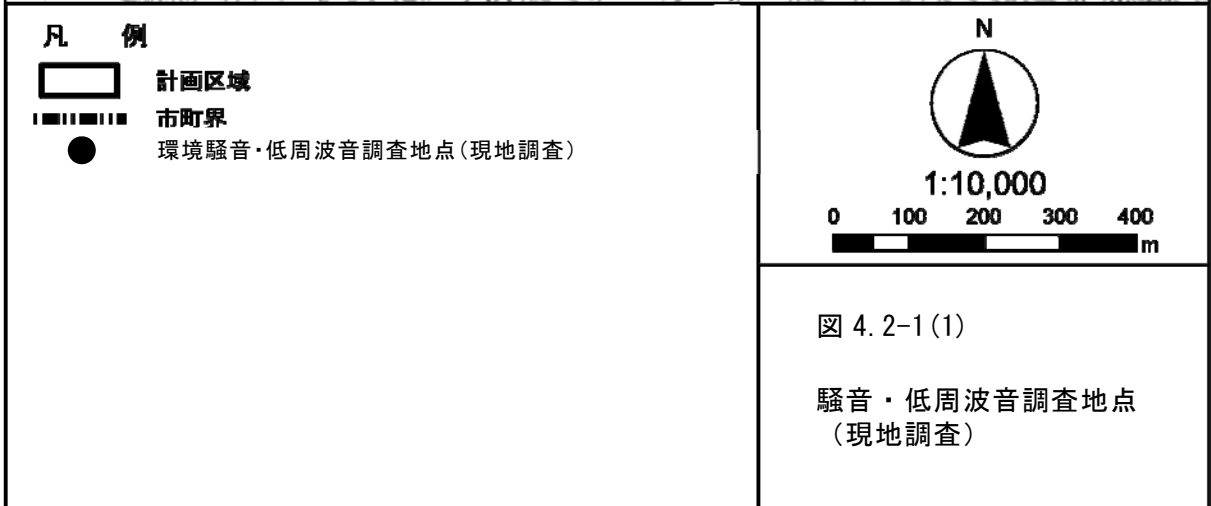 凡 例
計画区域
市町界
環境騒音・低周波音調査地点(現地調査)
N
1:10,000
0 100 200 300 400
m
図 4.2-1(1)
騒音・低周波音調査地点
(現地調査)